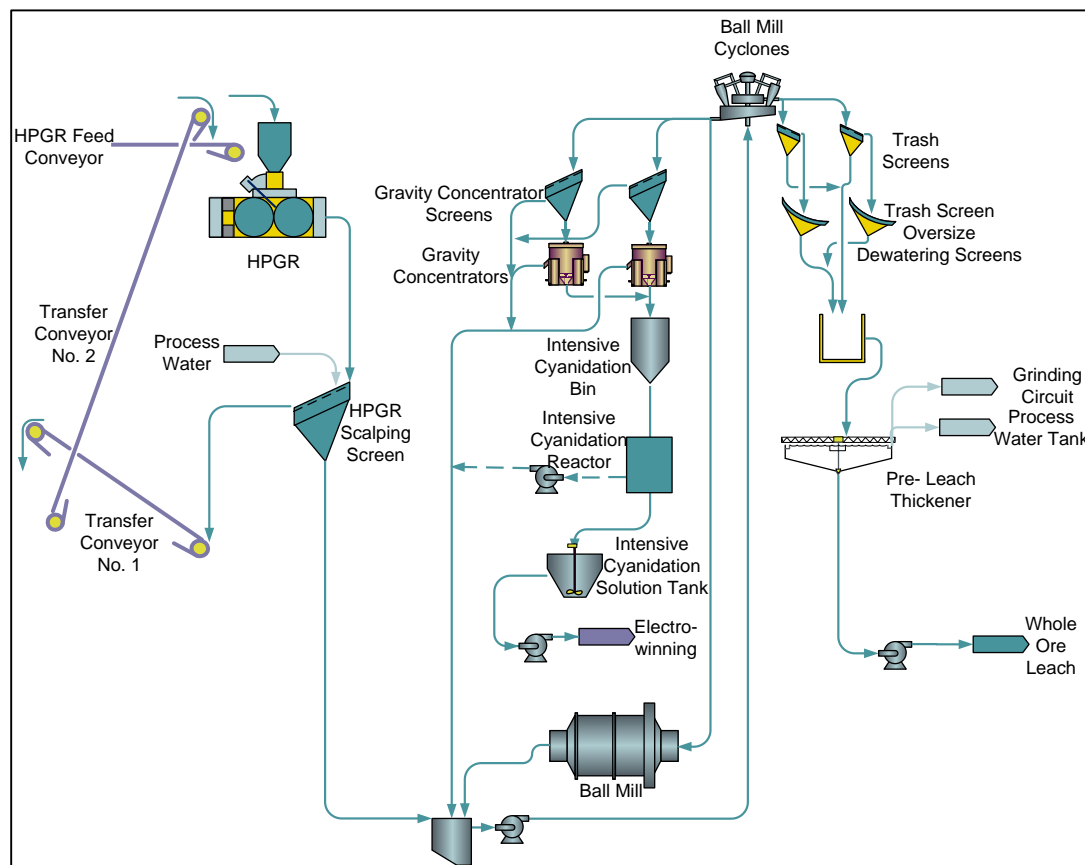 Ball Mill
Cyclones
HPGR Feed
Conveyor
Trash
Screens
Gravity Concentrator
Screens
Trash Screen
Oversize
Dewatering Screens
HPGR
Gravity
Concentrators
Transfer
Conveyor
No. 2
Process
Water
Intensive Cyanidation
Bin
Grinding
Circuit
Process
Water Tank
HPGR
Scalping
Screen
Intensive
Cyanidation
Reactor
Pre- Leach
Thickener
Transfer
Conveyor
No. 1
Intensive
Cyanidation
Solution Tank
Electro-
winning
Whole
Ore
Leach
Ball Mill